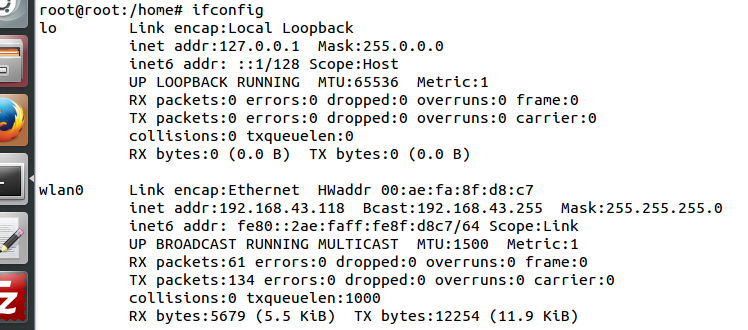 root@root:/home# ifconfig
lo        Link encap:Local Loopback
          inet addr:127.0.0.1  Mask:255.0.0.0
          inet6 addr: ::1/128 Scope:Host
          UP LOOPBACK RUNNING  MTU:65536  Metric:1
          RX packets:0 errors:0 dropped:0 overruns:0 frame:0
          TX packets:0 errors:0 dropped:0 overruns:0 carrier:0
          collisions:0 txqueuelen:0
          RX bytes:0 (0.0 B)  TX bytes:0 (0.0 B)
wlan0     Link encap:Ethernet  HWaddr 00:ae:fa:8f:d8:c7
          inet addr:192.168.43.118  Bcast:192.168.43.255  Mask:255.255.255.0
          inet6 addr: fe80::2ae:faff:fe8f:d8c7/64 Scope:Link
          UP BROADCAST RUNNING MULTICAST  MTU:1500  Metric:1
          RX packets:61 errors:0 dropped:0 overruns:0 frame:0
          TX packets:134 errors:0 dropped:0 overruns:0 carrier:0
          collisions:0 txqueuelen:1000
          RX bytes:5679 (5.5 KiB)  TX bytes:12254 (11.9 KiB)